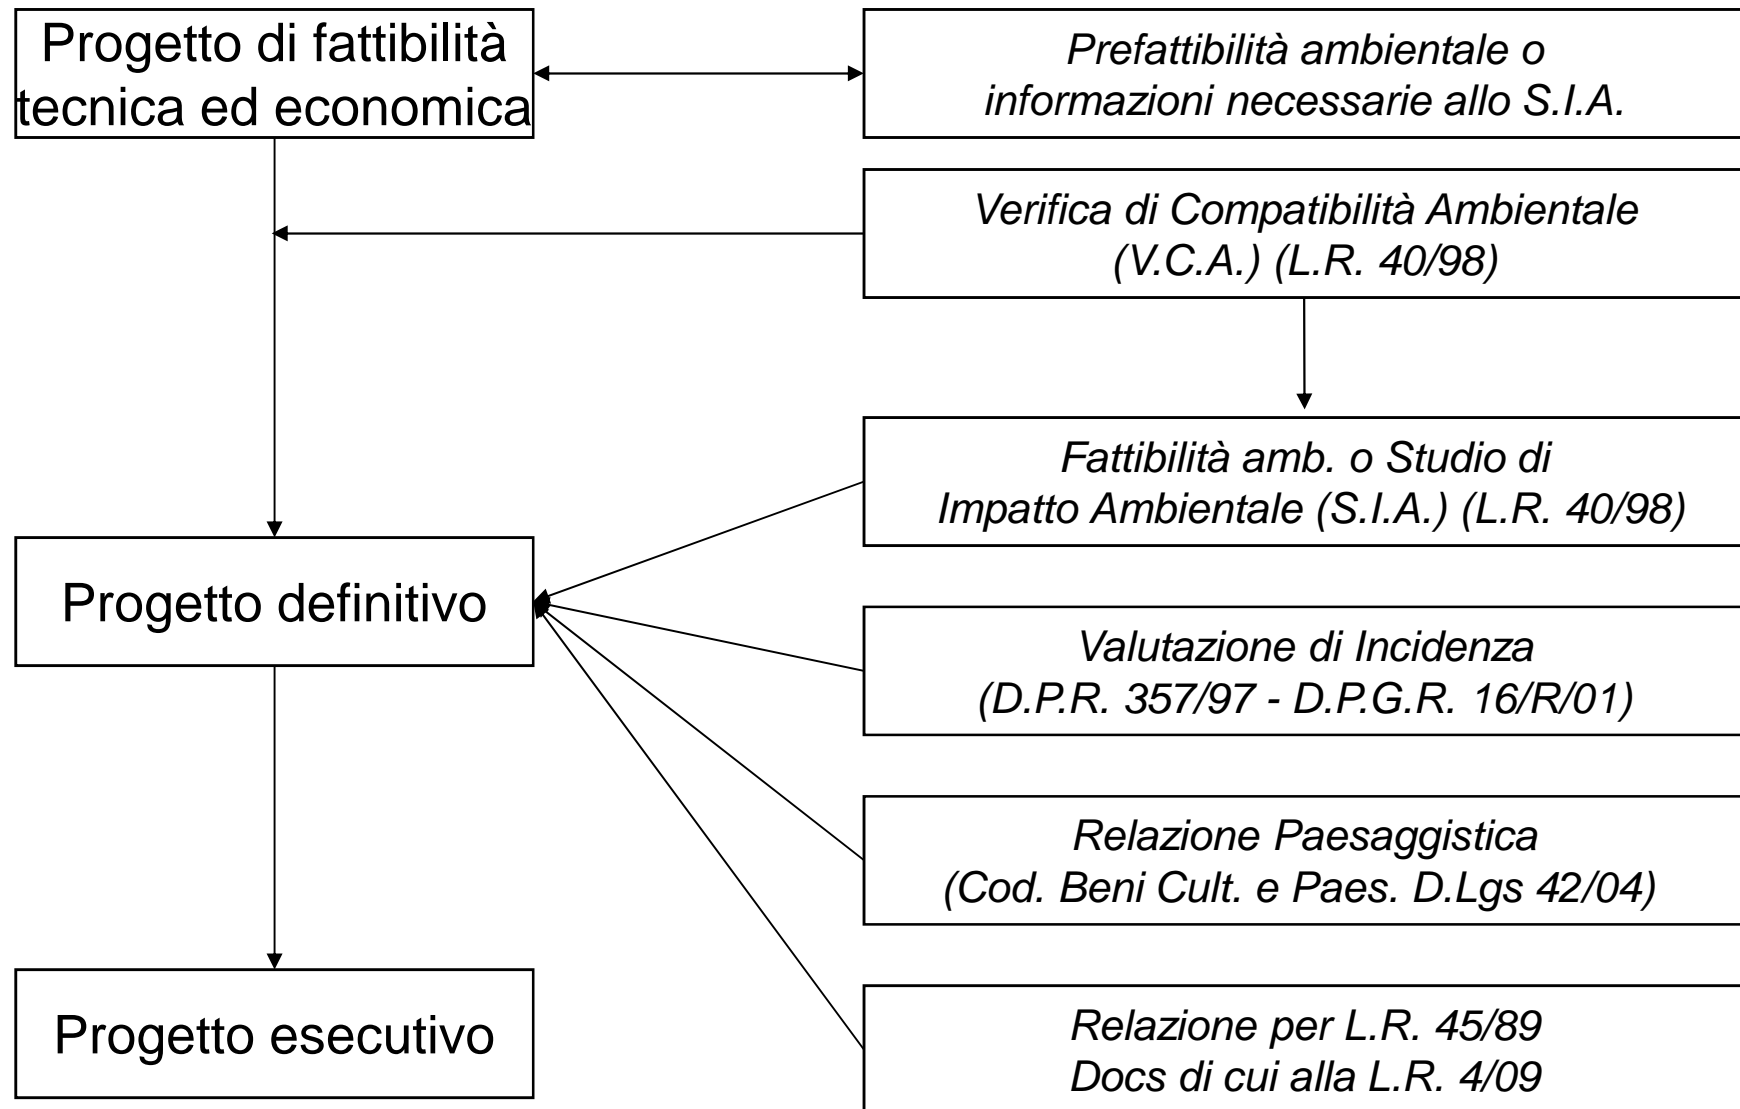 Progetto di fattibilità
tecnica ed economica
Prefattibilità ambientale o
informazioni necessarie allo S.I.A.
Verifica di Compatibilità Ambientale
(V.C.A.) (L.R. 40/98)
Fattibilità amb. o Studio di
Impatto Ambientale (S.I.A.) (L.R. 40/98)
Progetto definitivo
Valutazione di Incidenza
(D.P.R. 357/97 - D.P.G.R. 16/R/01)
Relazione Paesaggistica
(Cod. Beni Cult. e Paes. D.Lgs 42/04)
Progetto esecutivo
Relazione per L.R. 45/89
Docs di cui alla L.R. 4/09